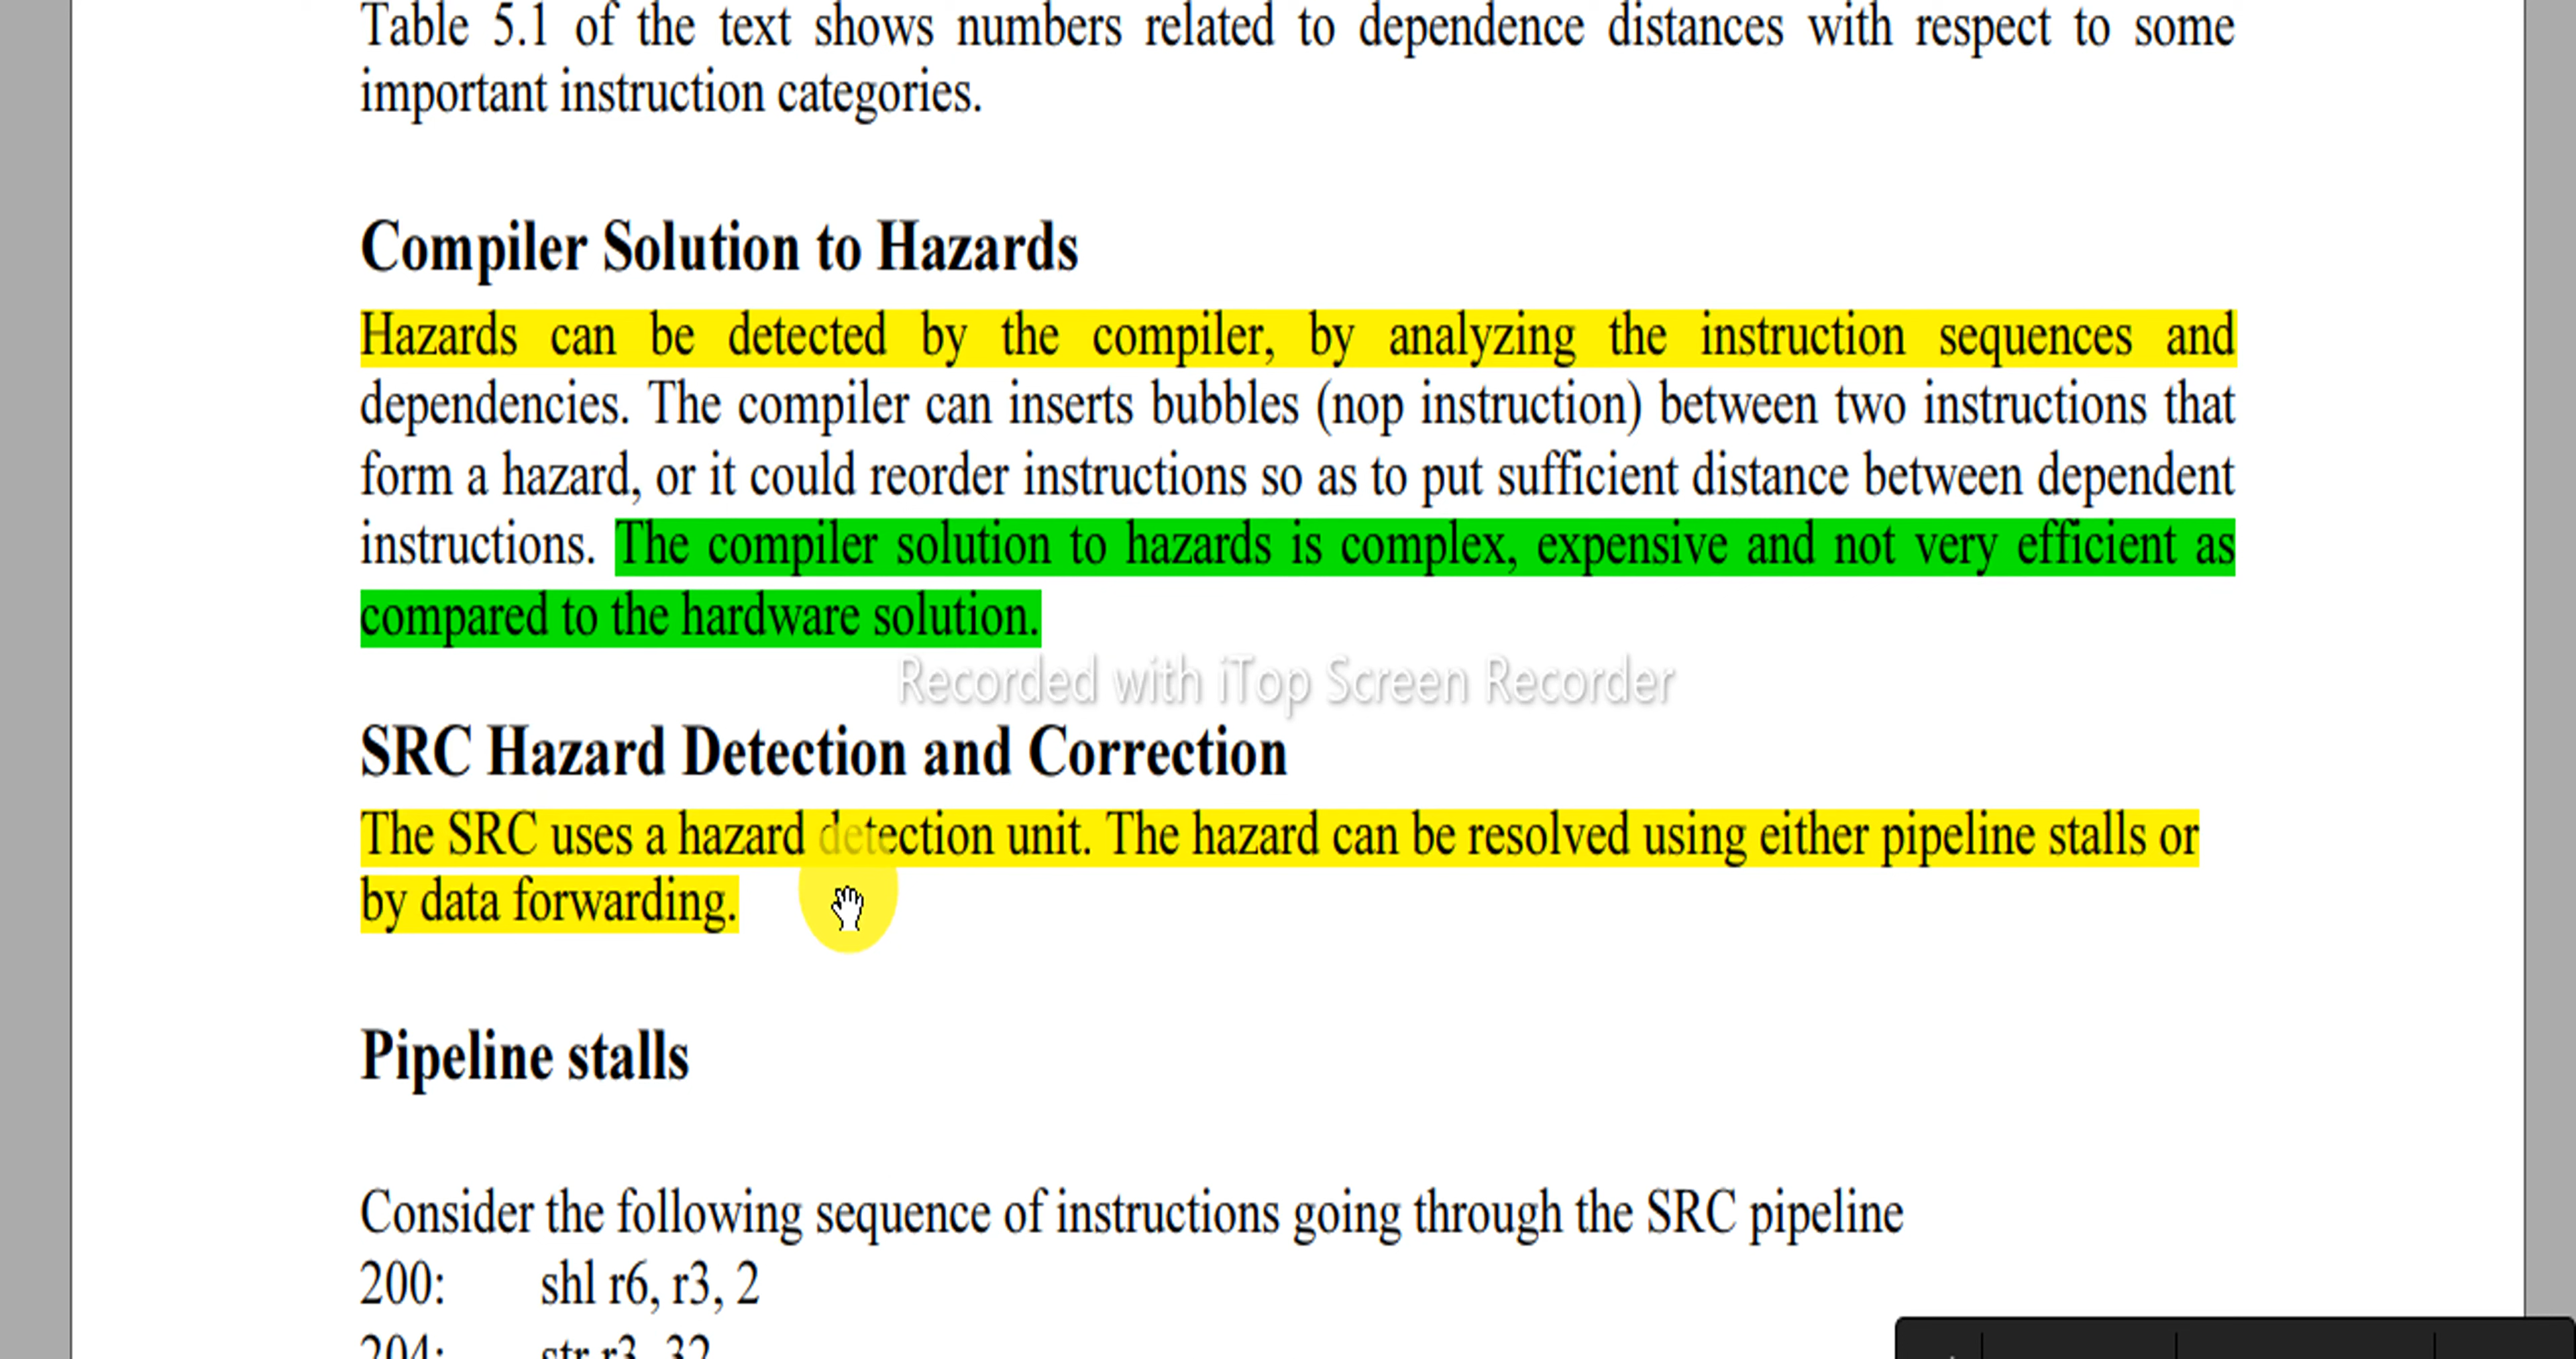 Table 5.1 of the text shows numbers related to dependence distances with respect to some
important instruction categories.
Compiler Solution to Hazards
Hazards can be detected by the compiler, by analyzing the instruction sequences and
dependencies. The compiler can inserts bubbles (nop instruction) between two instructions that
form a hazard, or it could reorder instructions so as to put sufficient distance between dependent
instructions. The compiler solution to hazards is complex, expensive and not very efficient as
compared to the hardware solution.
Recorded with iTop Screen Recorder
SRC Hazard Detection and Correction
The SRC uses a hazard detection unit. The hazard can be resolved using either pipeline stalls or
by data forwarding.
Pipeline stalls
Consider the following sequence of instructions going through the SRC pipeline
200: shl r6, r3, 2
204: str r3, 32